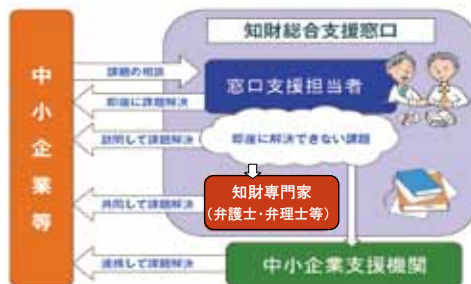 知財総合支援窓口
中小企業等
課題の相談
窓口支援担当者
即座に課題解決
即座に解決できない課題
訪問して課題解決
知財専門家
(弁護士・弁理士等)
共同して課題解決
連携して課題解決
中小企業支援機関